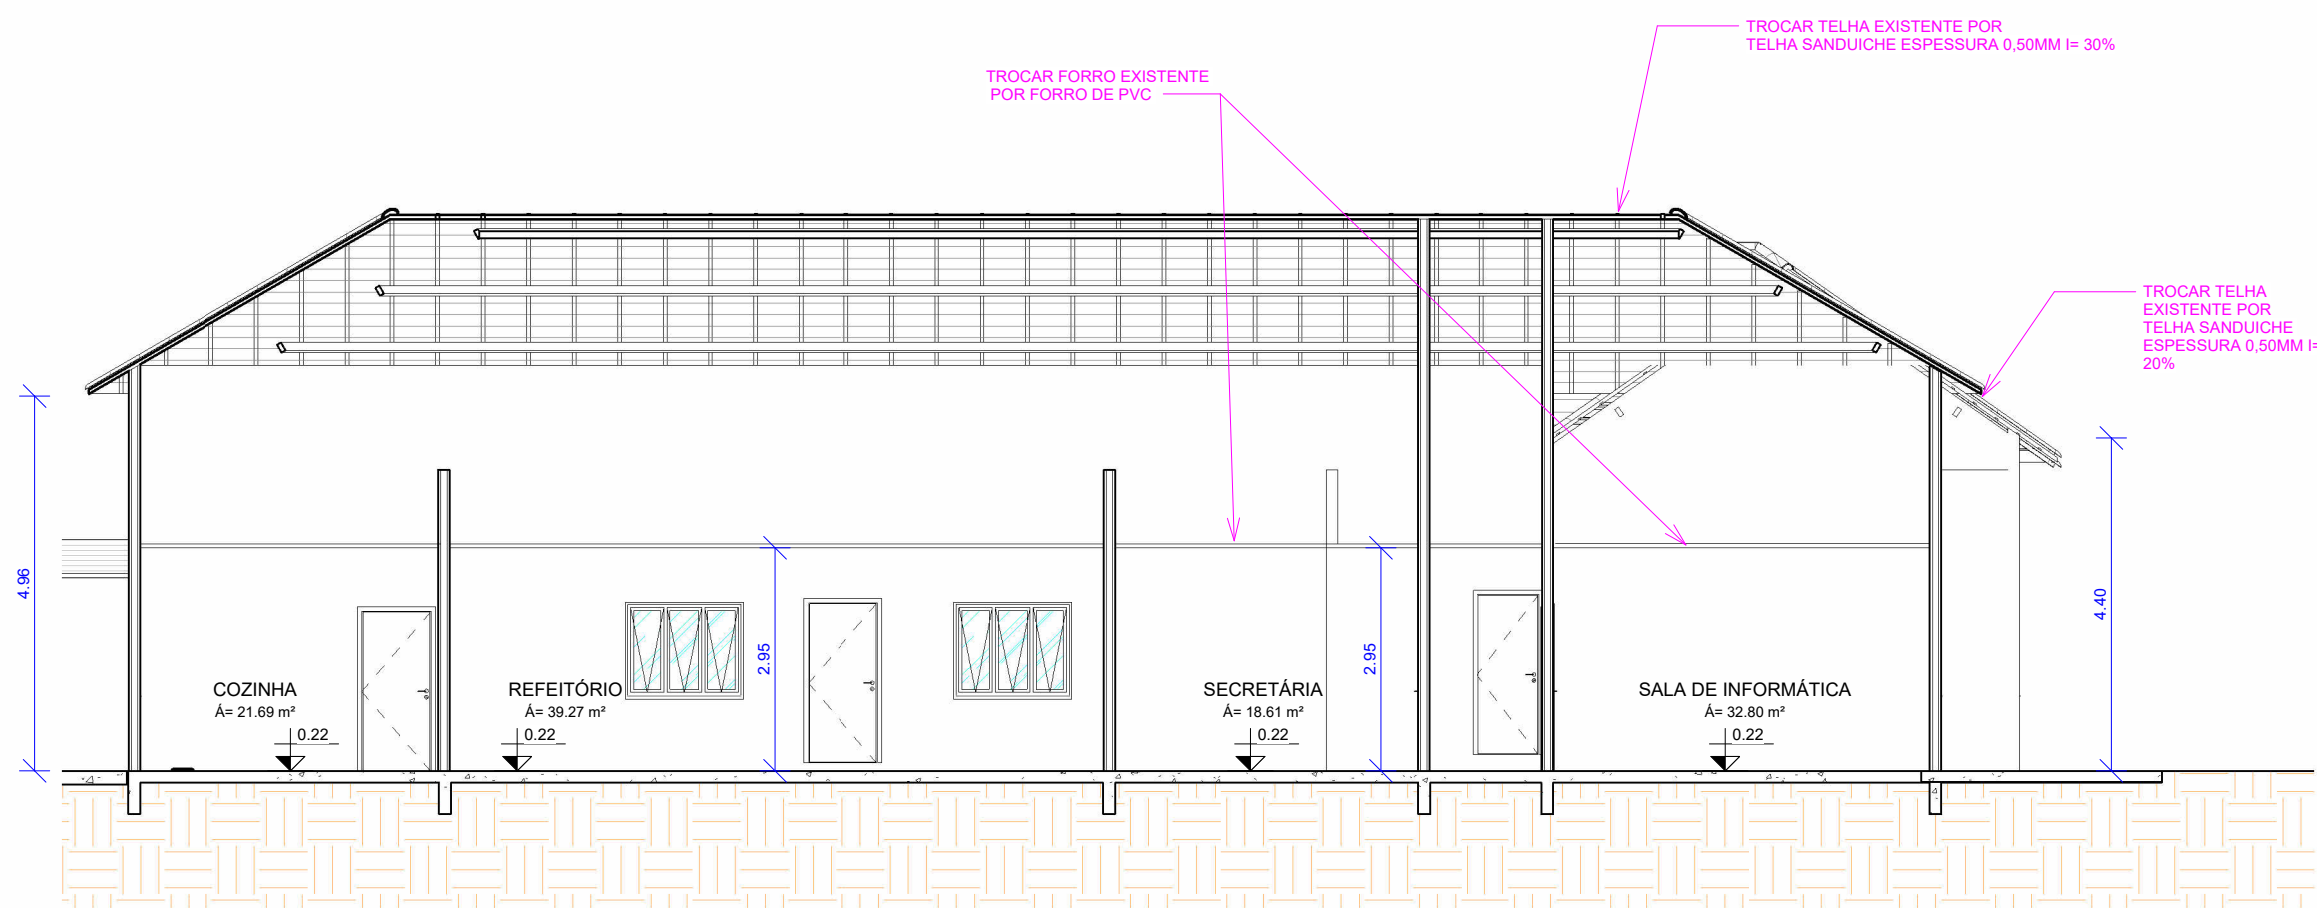 TROCAR TELHA EXISTENTE POR
TELHA SANDUICHE ESPESSURA 0,50MM I= 30%
TROCAR FORRO EXISTENTE
POR FORRO DE PVC
TROCAR TELHA
EXISTENTE POR
TELHA SANDUICHE
ESPESSURA 0,50MM I=
20%
4.96
2.95
2.95
4.40
COZINHA
Á= 21.69 m²
0.22
REFEITÓRIO
Á= 39.27 m²
0.22
SECRETÁRIA
Á= 18.61 m²
0.22
SALA DE INFORMÁTICA
Á= 32.80 m²
0.22